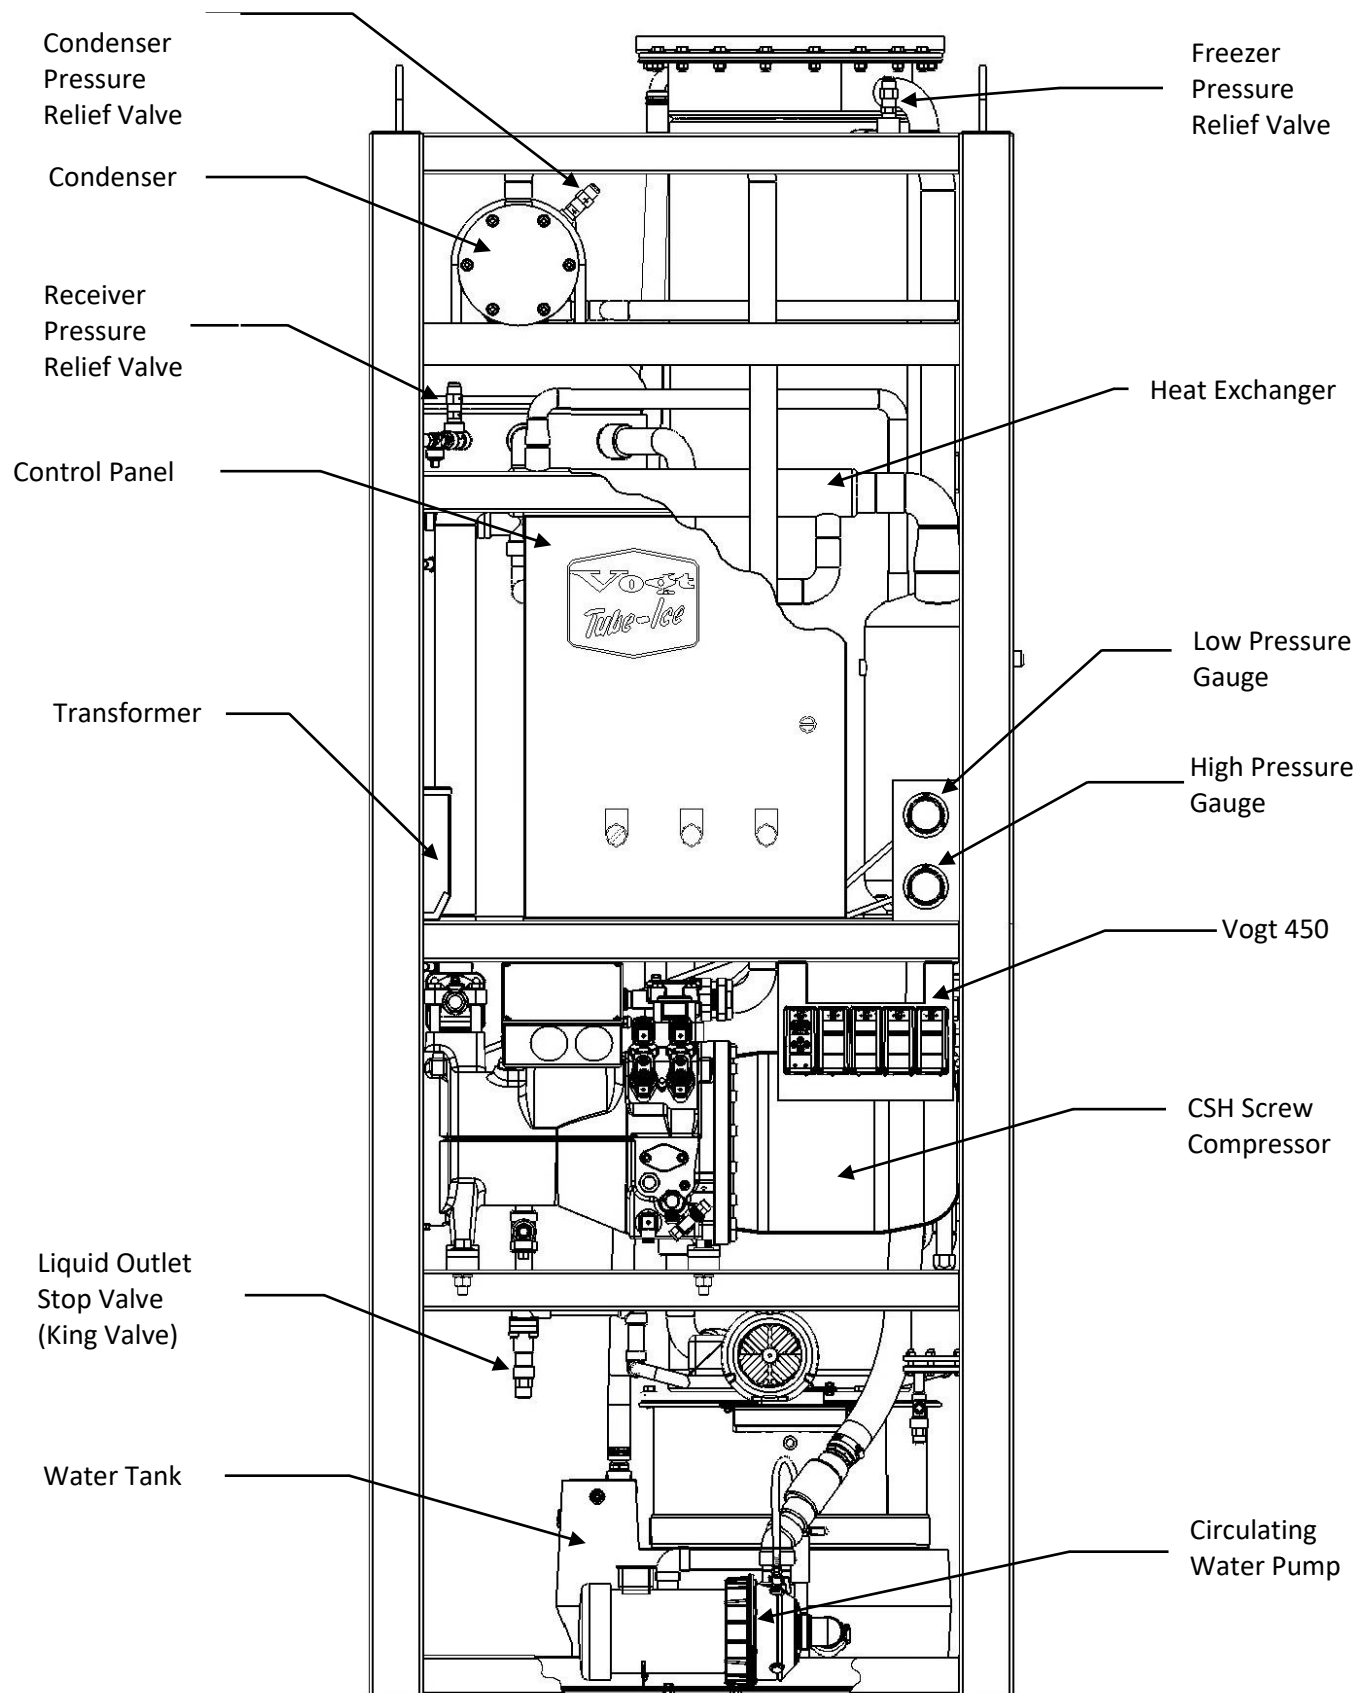 Condenser
Pressure
Relief Valve
Freezer
Pressure
Relief Valve
Condenser
Receiver
Pressure
Relief Valve
Heat Exchanger
Control Panel
Vogt
Tube-Ice
Low Pressure
Gauge
Transformer
High Pressure
Gauge
Vogt 450
CSH Screw
Compressor
Liquid Outlet
Stop Valve
(King Valve)
Water Tank
Circulating
Water Pump